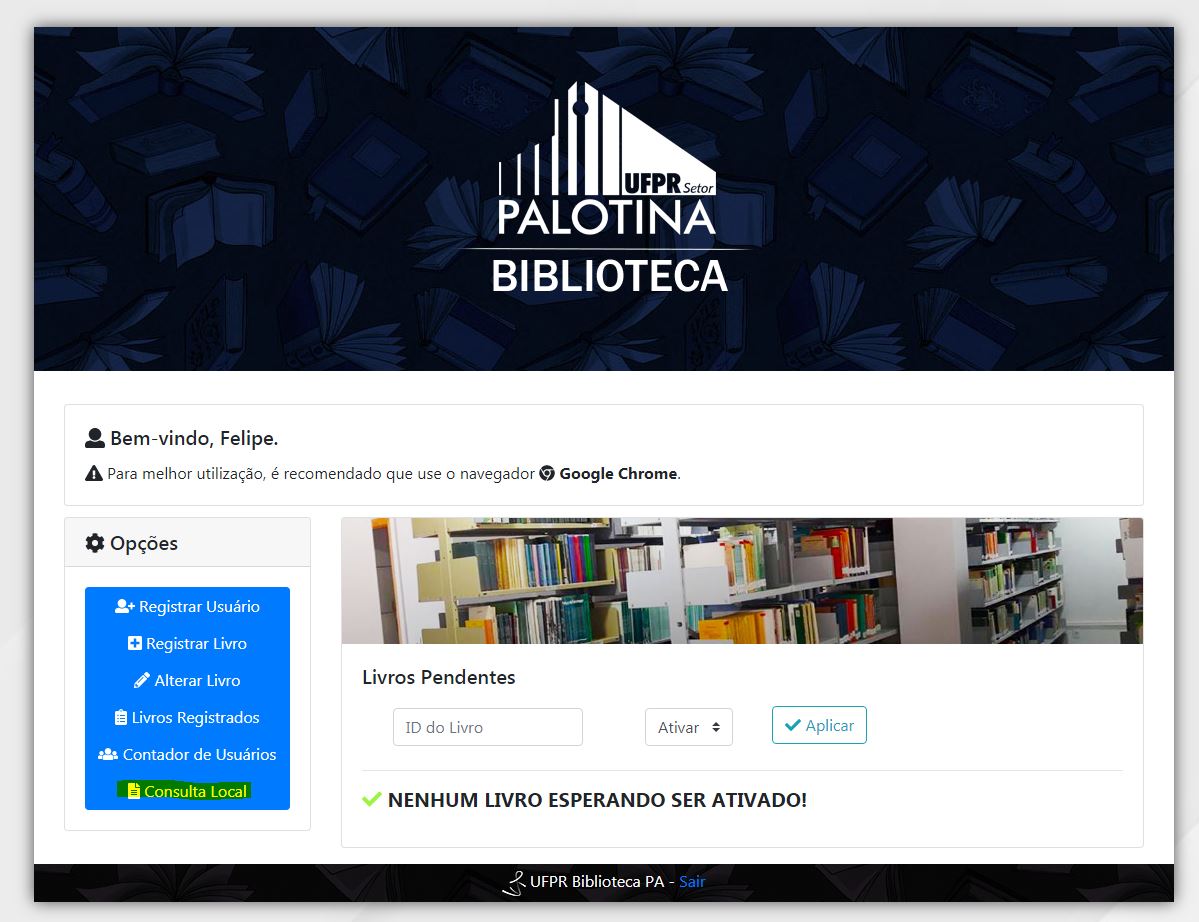 UFPR Setor
PALOTINA
BIBLIOTECA
Bem-vindo, Felipe.
Para melhor utilização, é recomendado que use o navegador Google Chrome.
Opções
Registrar Usuário
Registrar Livro
Alterar Livro
Livros Registrados
Contador de Usuários
Consulta Local
Livros Pendentes
ID do Livro
Ativar
Aplicar
NENHUM LIVRO ESPERANDO SER ATIVADO!
UFPR Biblioteca PA - Sair